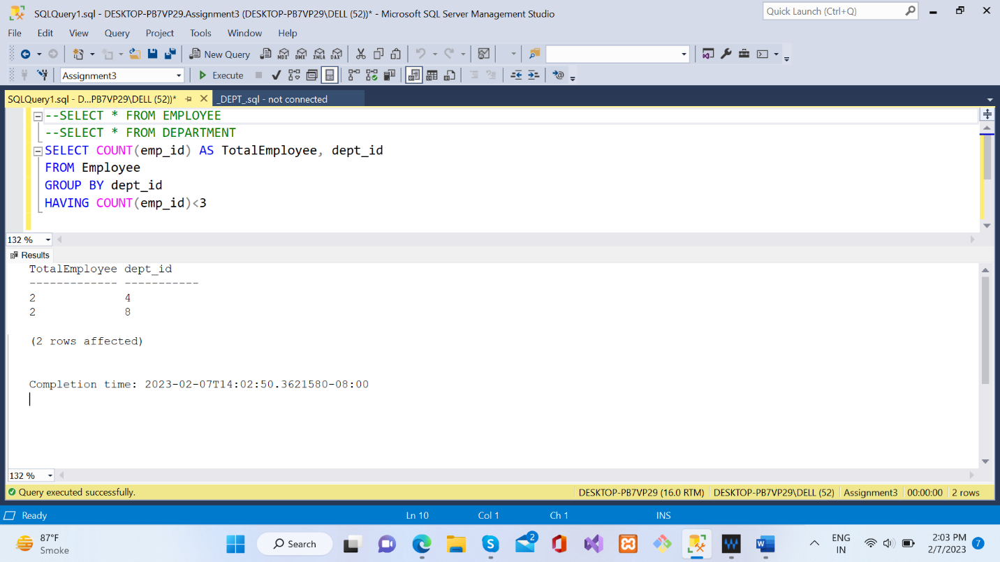 SQLQuery1.sql - DESKTOP-PB7VP29.Assignment3 (DESKTOP-PB7VP29\DELL (52))* - Microsoft SQL Server Management Studio
Quick Launch (Ctrl+Q)
File Edit View Query Project Tools Window Help
New Query MDX DMX XMLA DAX
Assignment3 Execute
SQLQuery1.sql - D...PB7VP29\DELL (52))* _DEPT_.sql - not connected
--SELECT * FROM EMPLOYEE
--SELECT * FROM DEPARTMENT
SELECT COUNT(emp_id) AS TotalEmployee, dept_id
FROM Employee
GROUP BY dept_id
HAVING COUNT(emp_id)<3
132 %
Results
TotalEmployee dept_id
------------- -----------
2 4
2 8
(2 rows affected)
Completion time: 2023-02-07T14:02:50.3621580-08:00
132 %
Query executed successfully. DESKTOP-PB7VP29 (16.0 RTM) DESKTOP-PB7VP29\DELL (52) Assignment3 00:00:00 2 rows
Ready Ln 10 Col 1 Ch 1 INS
87°F
Smoke
Search
2
ENG
IN
2:03 PM
2/7/2023
7